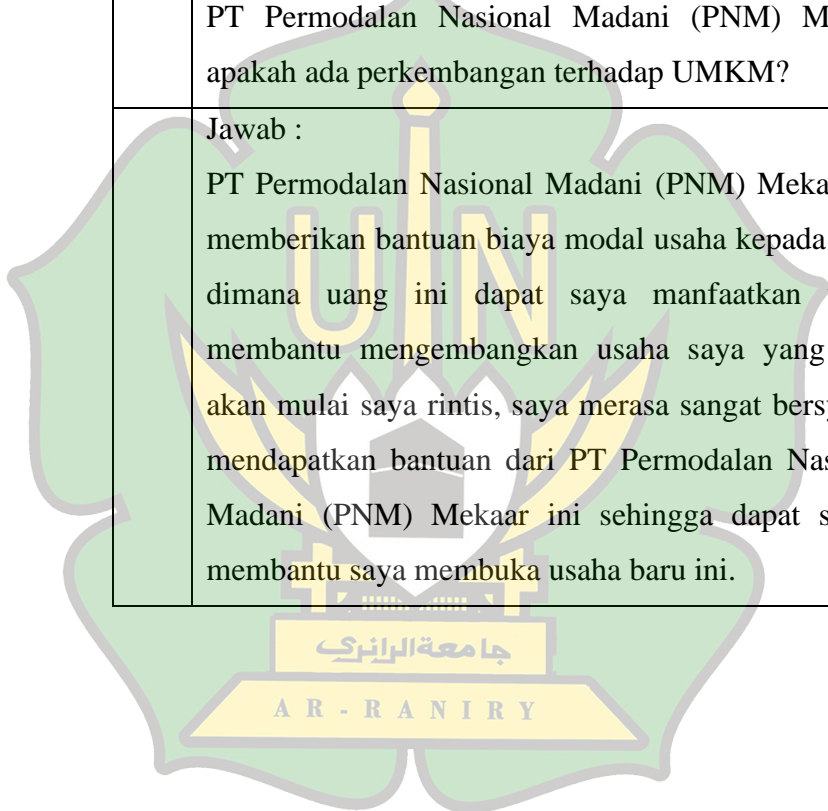 PT Permodalan Nasional Madani (PNM) M
apakah ada perkembangan terhadap UMKM?
Jawab :
PT Permodalan Nasional Madani (PNM) Meka
memberikan bantuan biaya modal usaha kepada
dimana uang ini dapat saya manfaatkan
membantu mengembangkan usaha saya yang
akan mulai saya rintis, saya merasa sangat bers
mendapatkan bantuan dari PT Permodalan Nas
Madani (PNM) Mekaar ini sehingga dapat s
membantu saya membuka usaha baru ini.
UIN
جامعة الرانري
AR-RANIRY